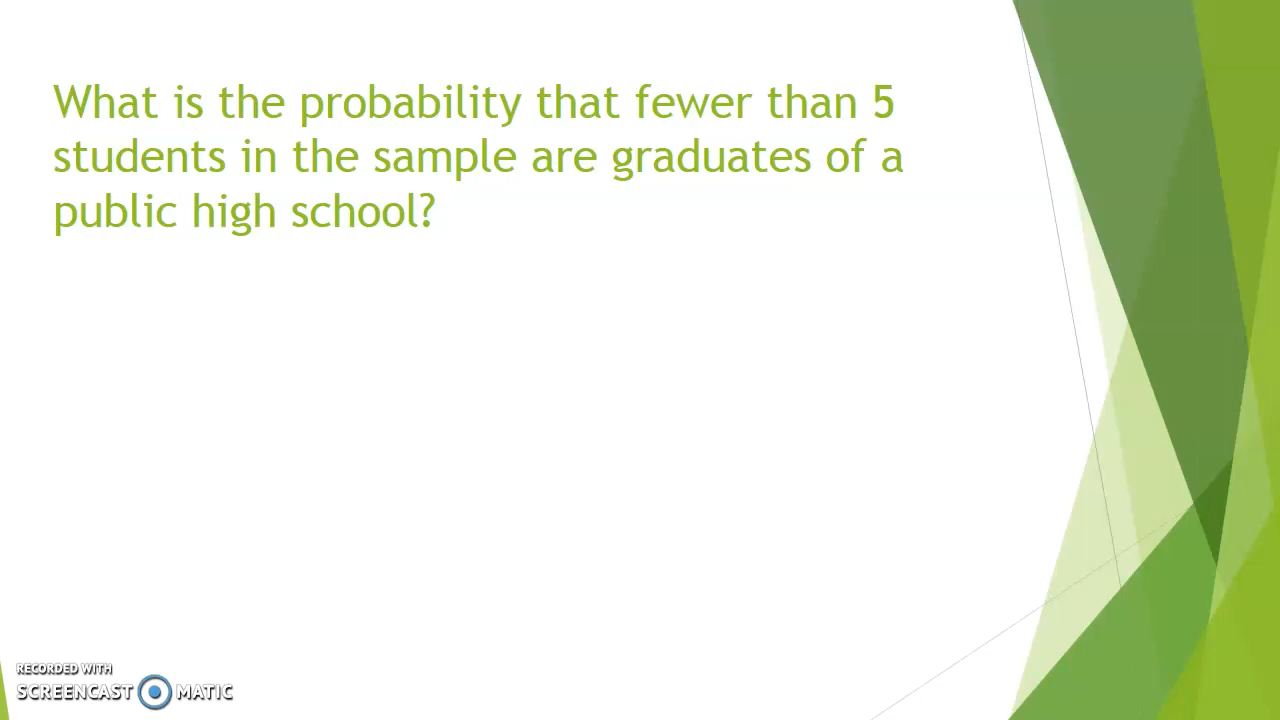 What is the probability that fewer than 5
students in the sample are graduates of a
public high school?
RECORDED WITH
SCREENCAST MATIC